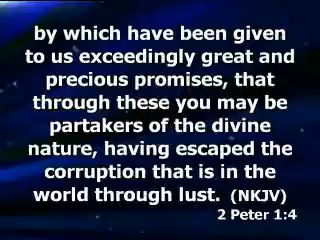 by which have been given
to us exceedingly great and
precious promises, that
through these you may be
partakers of the divine
nature, having escaped the
corruption that is in the
world through lust. (NKJV)
2 Peter 1:4